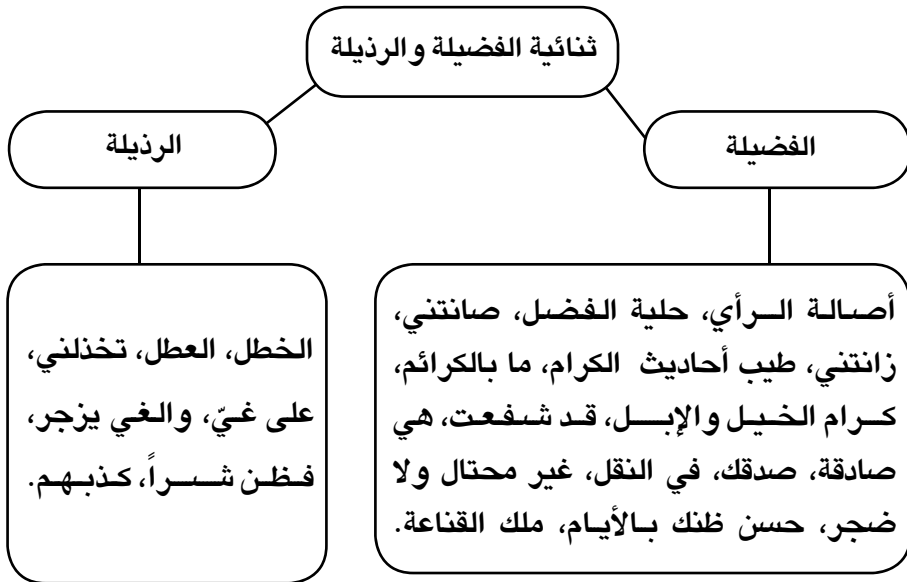 ثنائية الفضيلة والرذيلة
الفضيلة
الرذيلة
أصالة الرأي، حلية الفضل، صانتني،
زانتني، طيب أحاديث الكرام، ما بالكرائم،
كرام الخيل والإبل، قد شفعت، هي
صادقة، صدقك، في النقل، غير محتال ولا
ضجر، حسن ظنك بالأيام، ملك القناعة.
الخطل، العطل، تخذلني،
على غيّ، والغي يزجر،
فظن شراً، كذبهم.